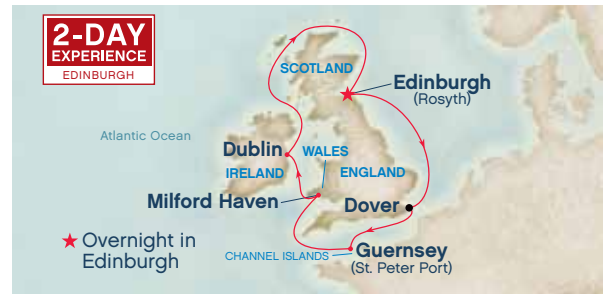 2-DAY
EXPERIENCE
EDINBURGH
SCOTLAND
Edinburgh
(Rosyth)
Atlantic Ocean
Dublin
WALES
IRELAND
ENGLAND
Milford Haven
Dover
★ Overnight in
Edinburgh
CHANNEL ISLANDS
Guernsey
(St. Peter Port)